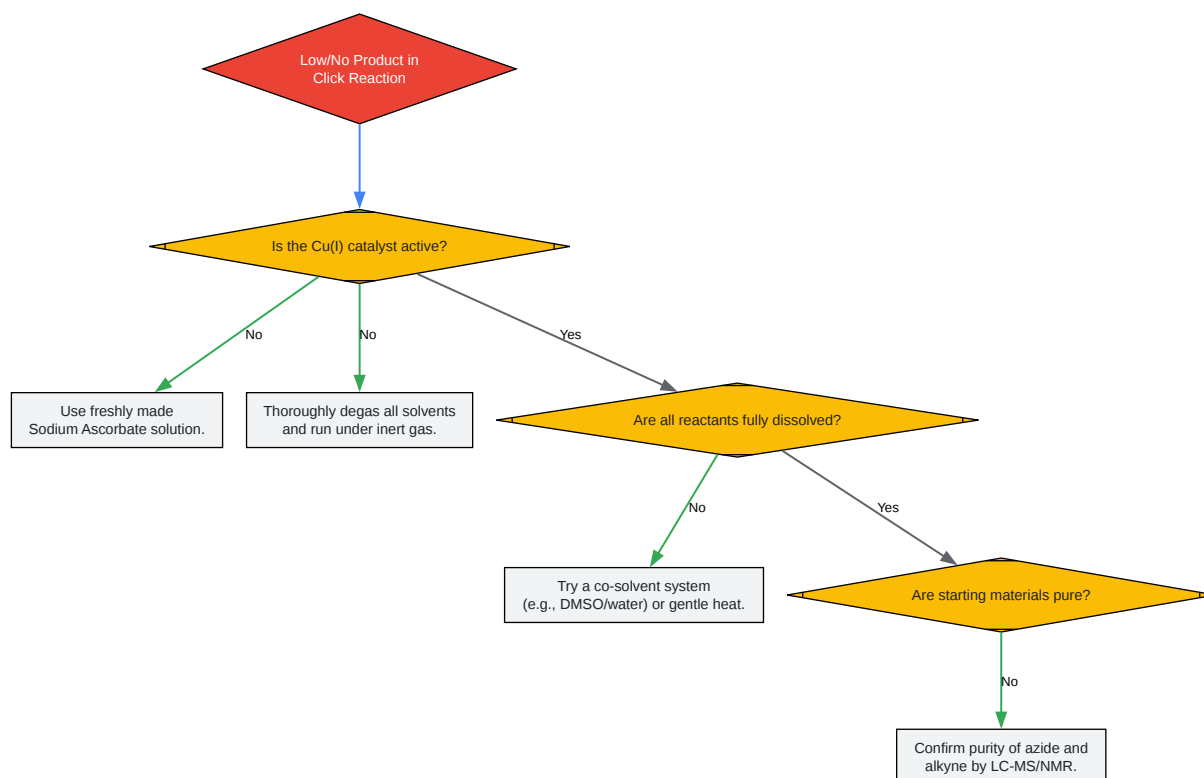 Low/No Product in
Click Reaction
Is the Cu(I) catalyst active?
No
No
Yes
Use freshly made
Sodium Ascorbate solution.
Thoroughly degas all solvents
and run under inert gas.
Are all reactants fully dissolved?
No
Yes
Try a co-solvent system
(e.g., DMSO/water) or gentle heat.
Are starting materials pure?
No
Confirm purity of azide and
alkyne by LC-MS/NMR.